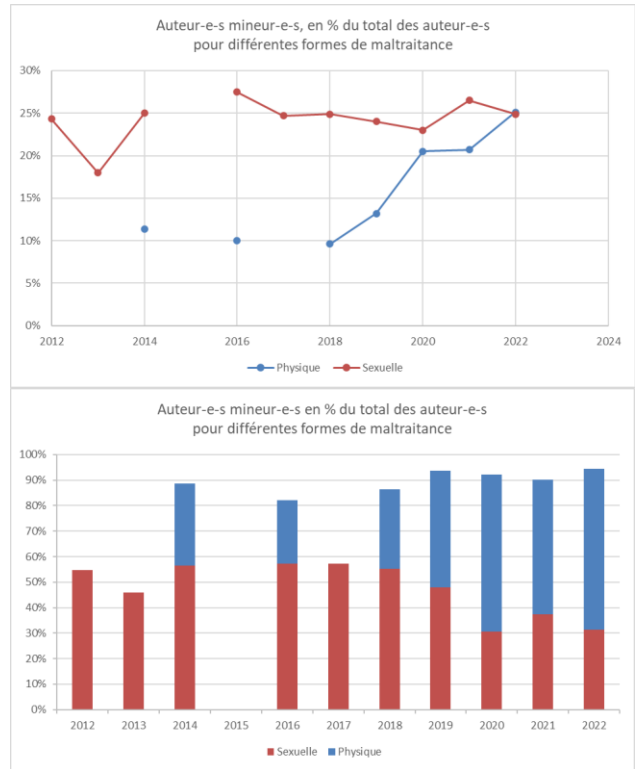 Auteur-e-s mineur-e-s, en % du total des auteur-e-s
pour différentes formes de maltraitance
30%
25%
20%
15%
10%
5%
0%
2012 2014 2016 2018 2020 2022 2024
Physique Sexuelle
Auteur-e-s mineur-e-s en % du total des auteur-e-s
pour différentes formes de maltraitance
100%
90%
80%
70%
60%
50%
40%
30%
20%
10%
0%
2012 2013 2014 2015 2016 2017 2018 2019 2020 2021 2022
Sexuelle Physique